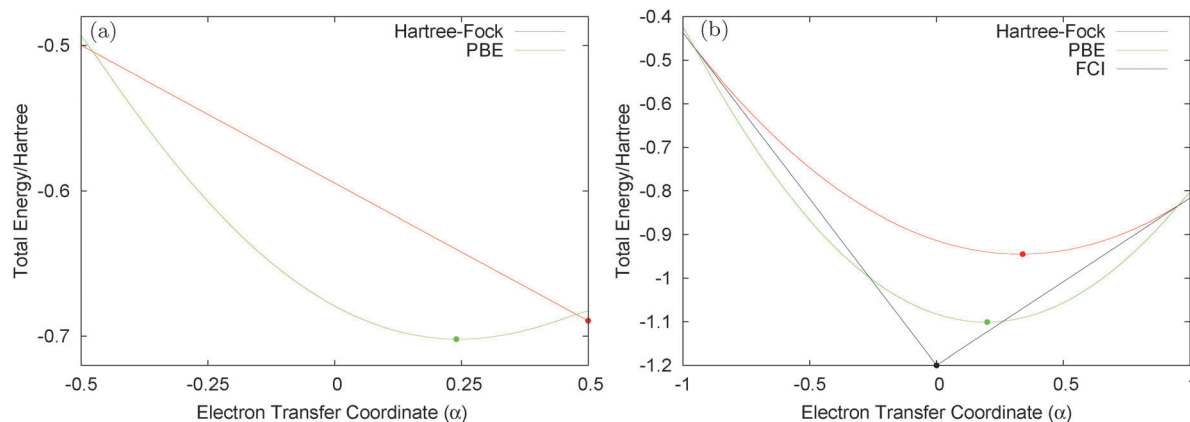 (a)
Hartree-Fock
PBE
-0.5
-0.6
-0.7
Total Energy/Hartree
-0.5
-0.25
0
0.25
0.5
Electron Transfer Coordinate (α)
(b)
Hartree-Fock
PBE
FCI
-0.4
-0.5
-0.6
-0.7
-0.8
-0.9
-1
-1.1
-1.2
Total Energy/Hartree
-1
-0.5
0
0.5
1
Electron Transfer Coordinate (α)